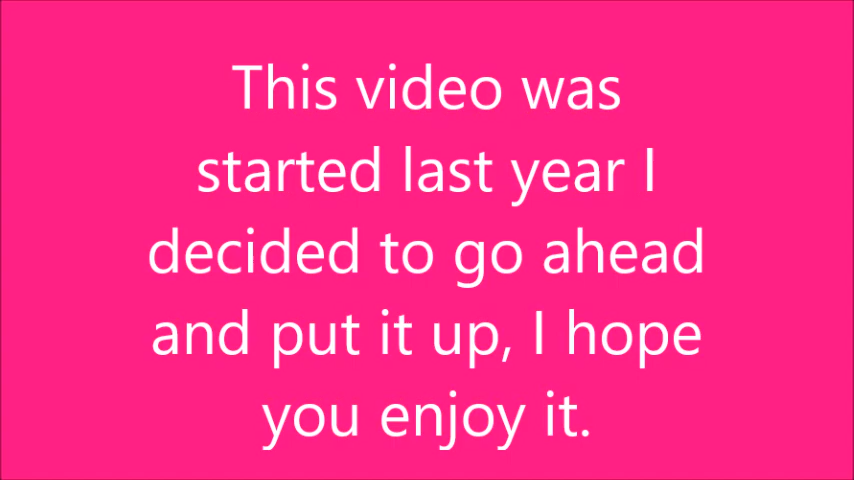 This video was
started last year I
decided to go ahead
and put it up, I hope
you enjoy it.